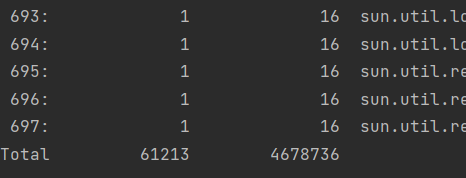 693: 1 16 sun.util.lo
694: 1 16 sun.util.lo
695: 1 16 sun.util.re
696: 1 16 sun.util.re
697: 1 16 sun.util.re
Total 61213 4678736